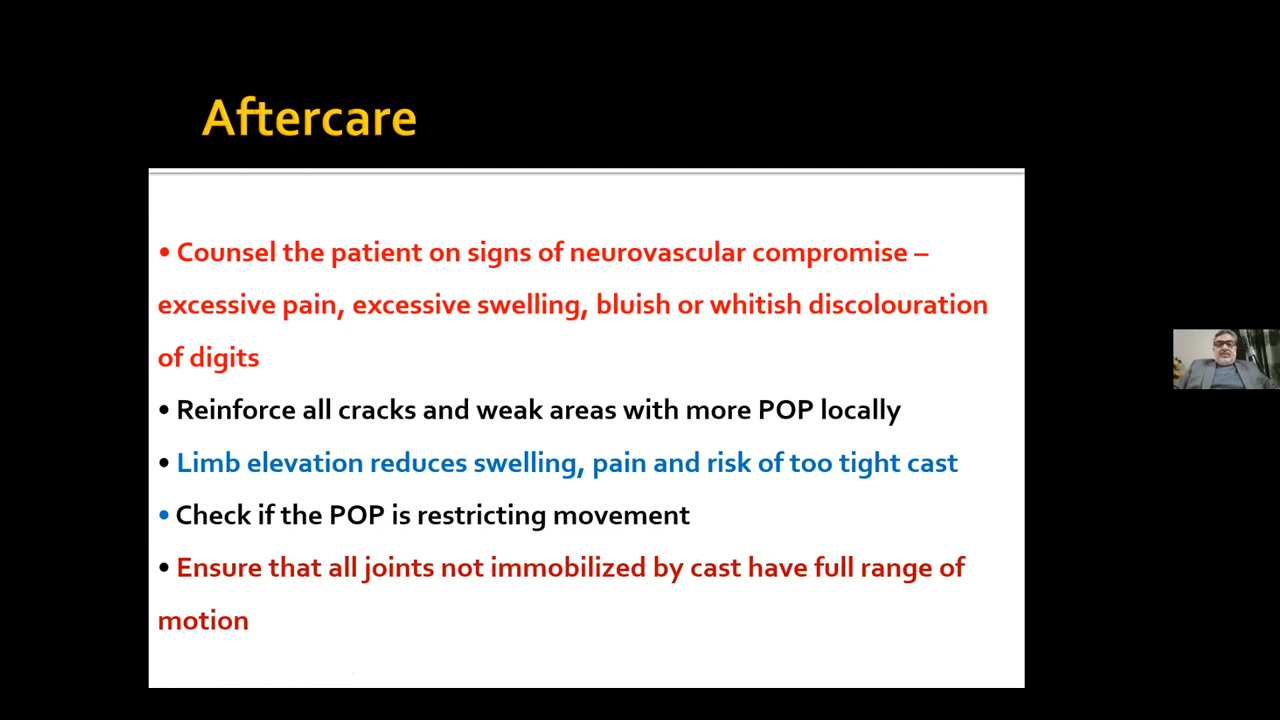 Aftercare
• Counsel the patient on signs of neurovascular compromise –
excessive pain, excessive swelling, bluish or whitish discolouration
of digits
• Reinforce all cracks and weak areas with more POP locally
• Limb elevation reduces swelling, pain and risk of too tight cast
• Check if the POP is restricting movement
• Ensure that all joints not immobilized by cast have full range of
motion